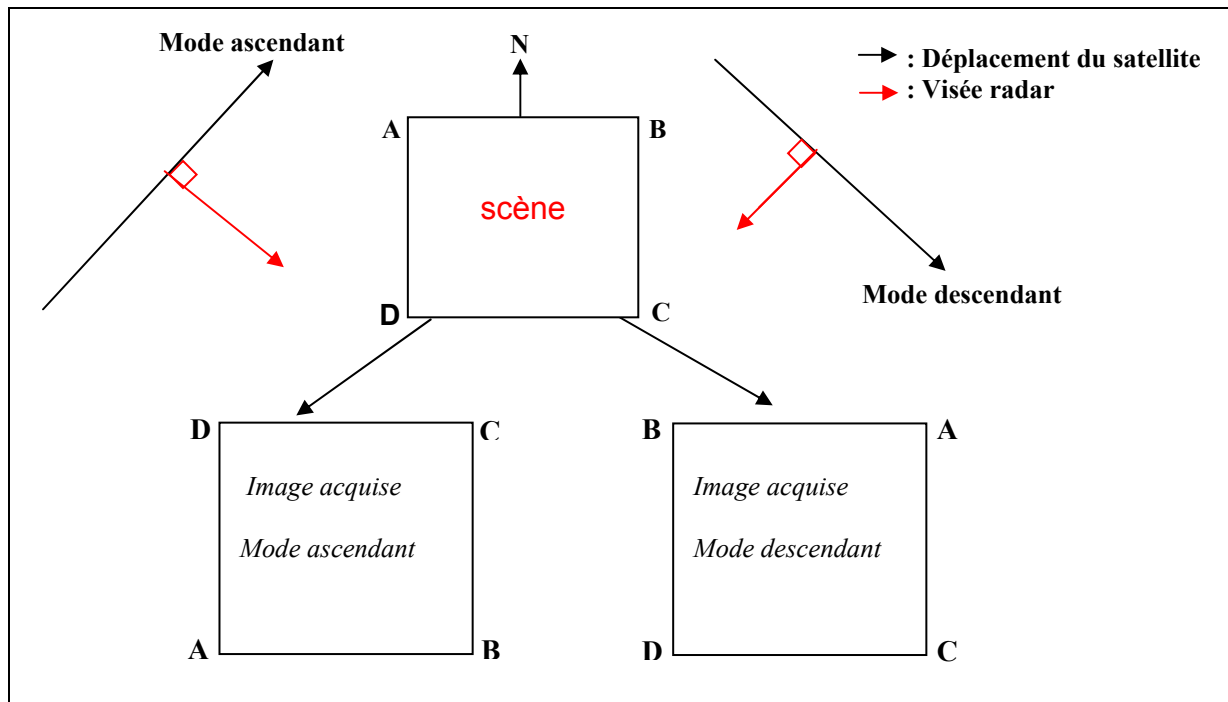 Mode ascendant
N
: Déplacement du satellite
: Visée radar
A
B
scène
Mode descendant
D
C
D
C
B
A
Image acquise
Image acquise
Mode ascendant
Mode descendant
A
B
D
C